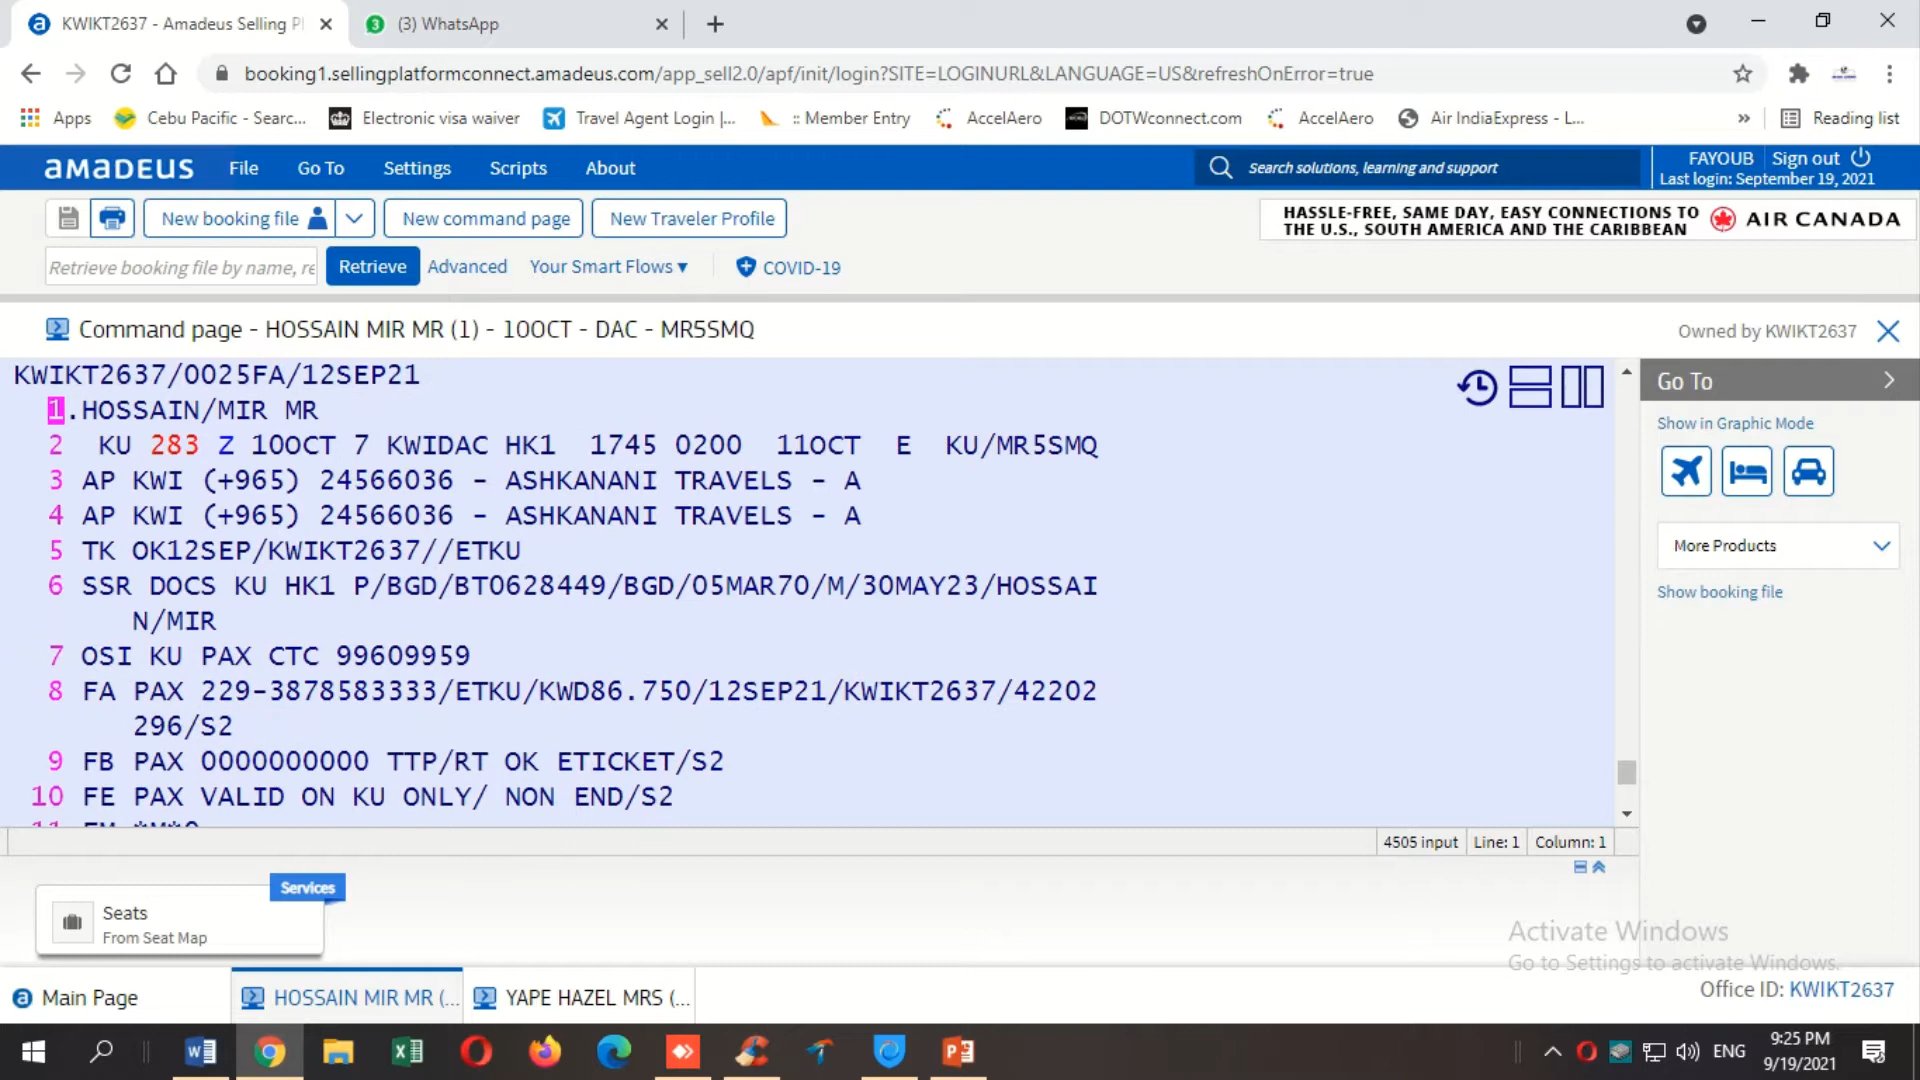 KWIKT2637 - Amadeus Selling Pl
(3) WhatsApp
booking1.sellingplatformconnect.amadeus.com/app_sell2.0/apf/init/login?SITE=LOGINURL&LANGUAGE=US&refreshOnError=true
Apps Cebu Pacific - Searc... Electronic visa waiver Travel Agent Login |... :: Member Entry AccelAero DOTWconnect.com AccelAero Air IndiaExpress - L... » Reading list
amadeus File Go To Settings Scripts About Search solutions, learning and support FAYOUB Sign out
Last login: September 19, 2021
New booking file New command page New Traveler Profile
HASSLE-FREE, SAME DAY, EASY CONNECTIONS TO
THE U.S., SOUTH AMERICA AND THE CARIBBEAN
AIR CANADA
Retrieve booking file by name, re Retrieve Advanced Your Smart Flows COVID-19
Command page - HOSSAIN MIR MR (1) - 10OCT - DAC - MR5SMQ
Owned by KWIKT2637
KWIKT2637/0025FA/12SEP21
1.HOSSAIN/MIR MR
2 KU 283 Z 10OCT 7 KWIDAC HK1 1745 0200 11OCT E KU/MR5SMQ
3 AP KWI (+965) 24566036 - ASHKANANI TRAVELS - A
4 AP KWI (+965) 24566036 - ASHKANANI TRAVELS - A
5 TK OK12SEP/KWIKT2637//ETKU
6 SSR DOCS KU HK1 P/BGD/BT0628449/BGD/05MAR70/M/30MAY23/HOSSAI
N/MIR
7 OSI KU PAX CTC 99609959
8 FA PAX 229-3878583333/ETKU/KWD86.750/12SEP21/KWIKT2637/42202
296/S2
9 FB PAX 0000000000 TTP/RT OK ETICKET/S2
10 FE PAX VALID ON KU ONLY/ NON END/S2
Go To
Show in Graphic Mode
More Products
Show booking file
4505 input Line: 1 Column: 1
Services
Seats
From Seat Map
Activate Windows
Go to Settings to activate Windows.
Main Page HOSSAIN MIR MR (... YAPE HAZEL MRS (...
Office ID: KWIKT2637
ENG
9:25 PM
9/19/2021